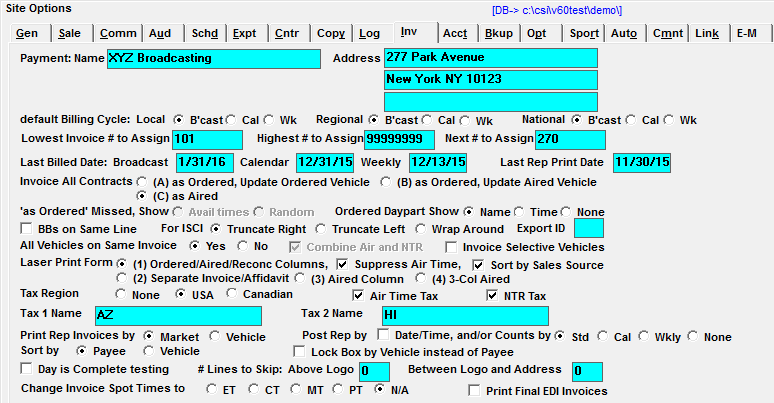 Site Options [DB-> c:\csi\v60test\demo\]
Gen Sale Comm Aud Schd Expt Cntr Copy Log Inv Acct Bkup Opt Sport Auto Cmnt Link E-M
Payment: Name XYZ Broadcasting Address 277 Park Avenue
New York NY 10123
default Billing Cycle: Local B'cast Cal Wk Regional B'cast Cal Wk National B'cast Cal Wk
Lowest Invoice # to Assign 101 Highest # to Assign 99999999 Next # to Assign 270
Last Billed Date: Broadcast 1/31/16 Calendar 12/31/15 Weekly 12/13/15 Last Rep Print Date 11/30/15
Invoice All Contracts (A) as Ordered, Update Ordered Vehicle (B) as Ordered, Update Aired Vehicle
(C) as Aired
'as Ordered' Missed, Show Avail times Random Ordered Daypart Show Name Time None
BBs on Same Line For ISCI Truncate Right Truncate Left Wrap Around Export ID
All Vehicles on Same Invoice Yes No Combine Air and NTR Invoice Selective Vehicles
Laser Print Form (1) Ordered/Aired/Reconc Columns, Suppress Air Time, Sort by Sales Source
(2) Separate Invoice/Affidavit (3) Aired Column (4) 3-Col Aired
Tax Region None USA Canadian Air Time Tax NTR Tax
Tax 1 Name AZ Tax 2 Name HI
Print Rep Invoices by Market Vehicle Post Rep by Date/Time, and/or Counts by Std Cal Wkly None
Sort by Payee Vehicle Lock Box by Vehicle instead of Payee
Day is Complete testing # Lines to Skip: Above Logo 0 Between Logo and Address 0
Change Invoice Spot Times to ET CT MT PT N/A Print Final EDI Invoices